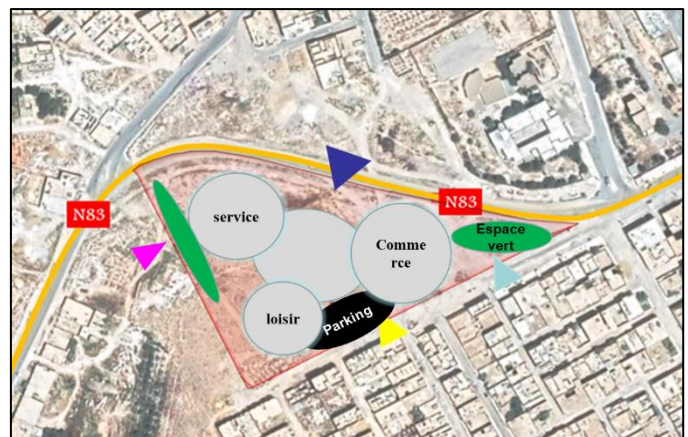 N83
service
N83
Espace
vert
Comme
rce
loisir
Parking